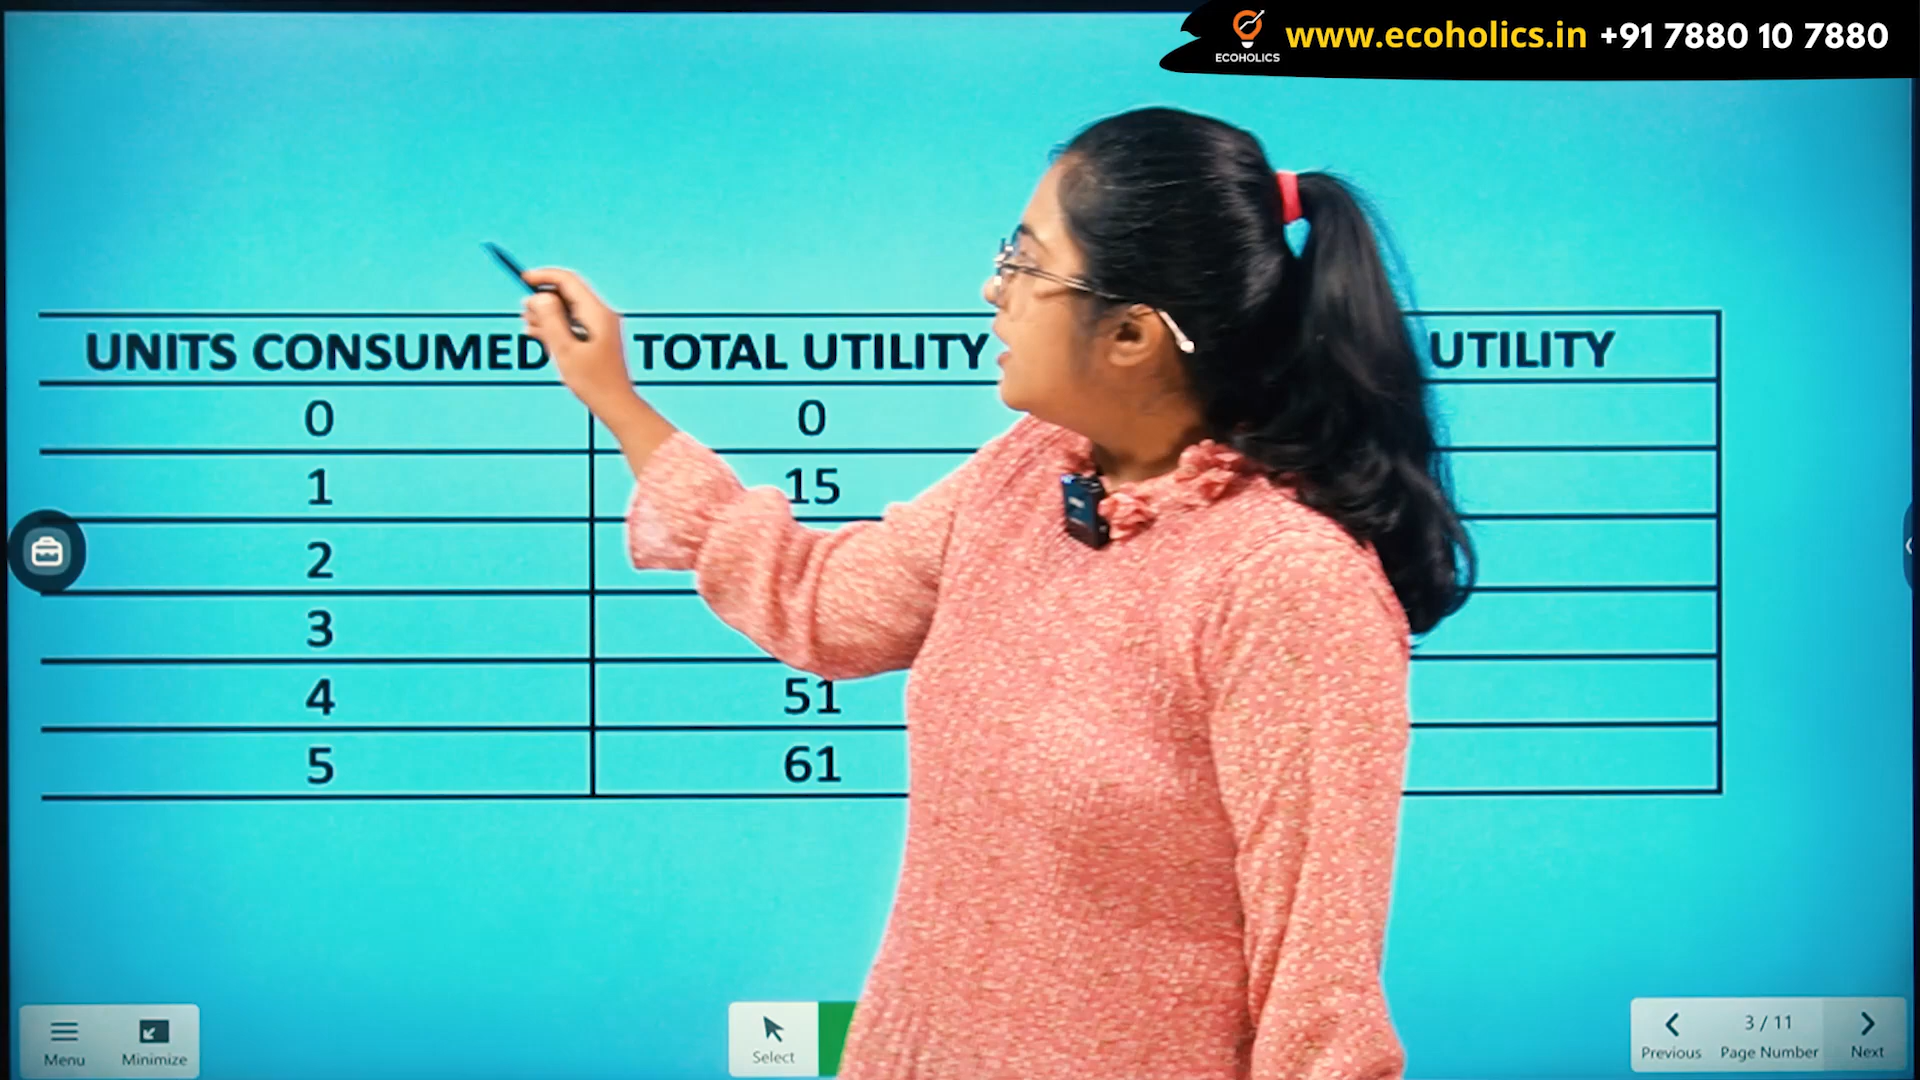 ECOHOLICS
www.ecoholics.in +91 7880 10 7880
UNITS CONSUMED TOTAL UTILITY UTILITY
0 0
1 15
2
3
4 51
5 61
Menu Minimize Select Previous 3 / 11 Page Number Next